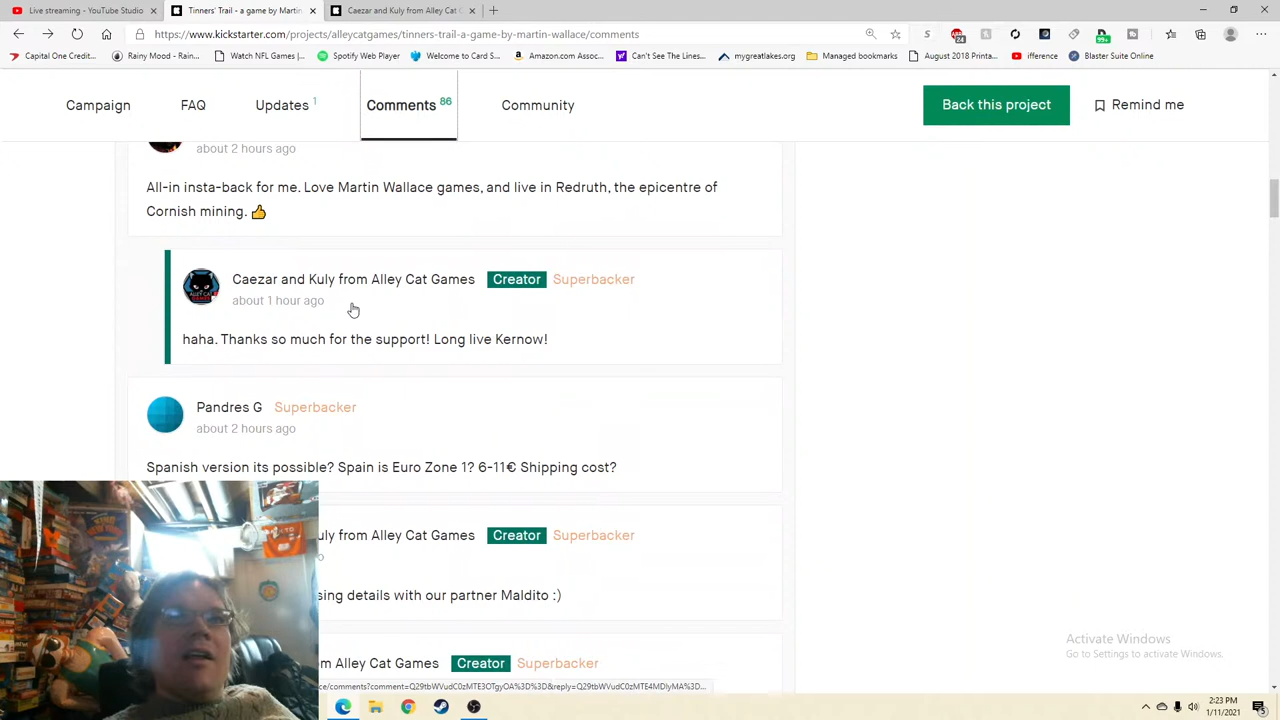 Live streaming - YouTube Studio
Tinners' Trail - a game by Martin
Caezar and Kuly from Alley Cat
https://www.kickstarter.com/projects/alleycatgames/tinners-trail-a-game-by-martin-wallace/comments
Capital One Credit...
Rainy Mood - Rain...
Watch LML Games |...
Spotify Web Player
Welcome to Card S...
Amazon.com Assoc...
Can't See The Lines...
mygreatlakes.org
Managed bookmarks
August 2018 Printa...
ifference
Blaster Suite Online
Campaign
FAQ
Updates 1
Comments 86
Community
Back this project
Remind me
about 2 hours ago
All-in insta-back for me. Love Martin Wallace games, and live in Redruth, the epicentre of
Cornish mining. 👍
Caezar and Kuly from Alley Cat Games Creator Superbacker
about 1 hour ago
haha. Thanks so much for the support! Long live Kernow!
Pandres G Superbacker
about 2 hours ago
Spanish version its possible? Spain is Euro Zone 1? 6-11€ Shipping cost?
uly from Alley Cat Games Creator Superbacker
o
sing details with our partner Maldito :)
m Alley Cat Games Creator Superbacker
Activate Windows
Go to Settings to activate Windows.
2:23 PM
1/11/2021